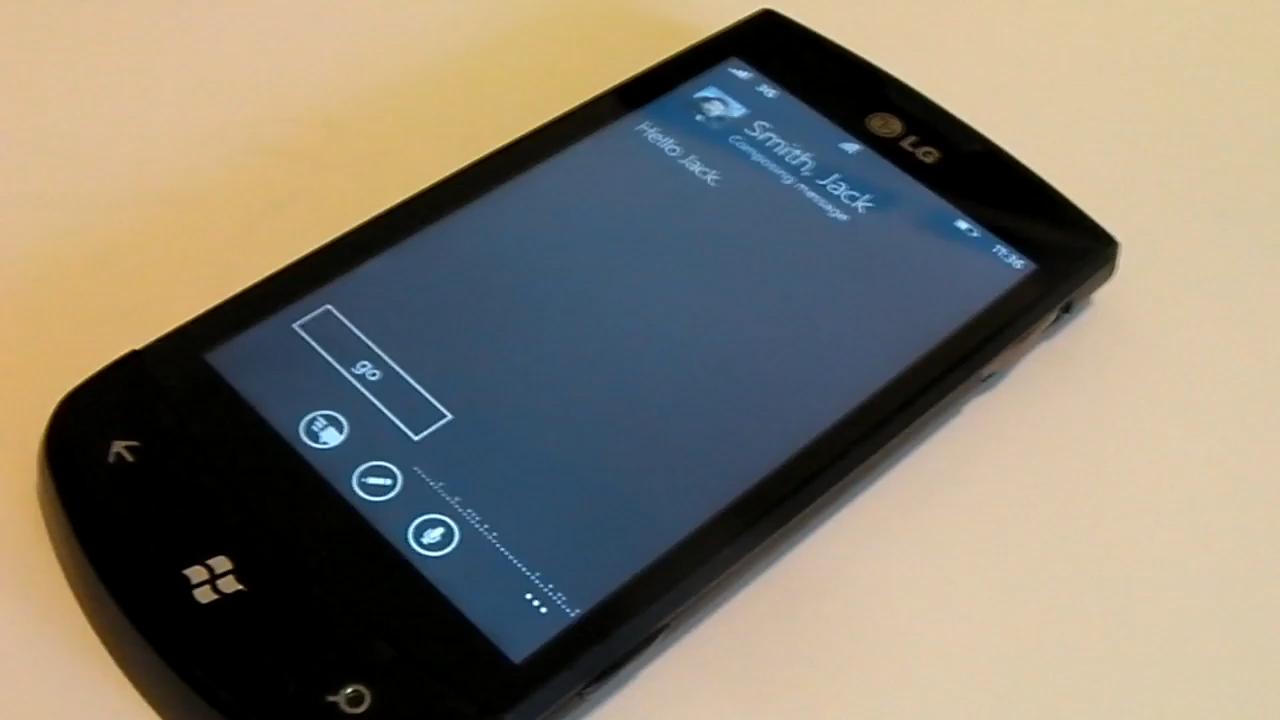 3G
11:36
LG
Smith, Jack
Composing message
Hello Jack.
go